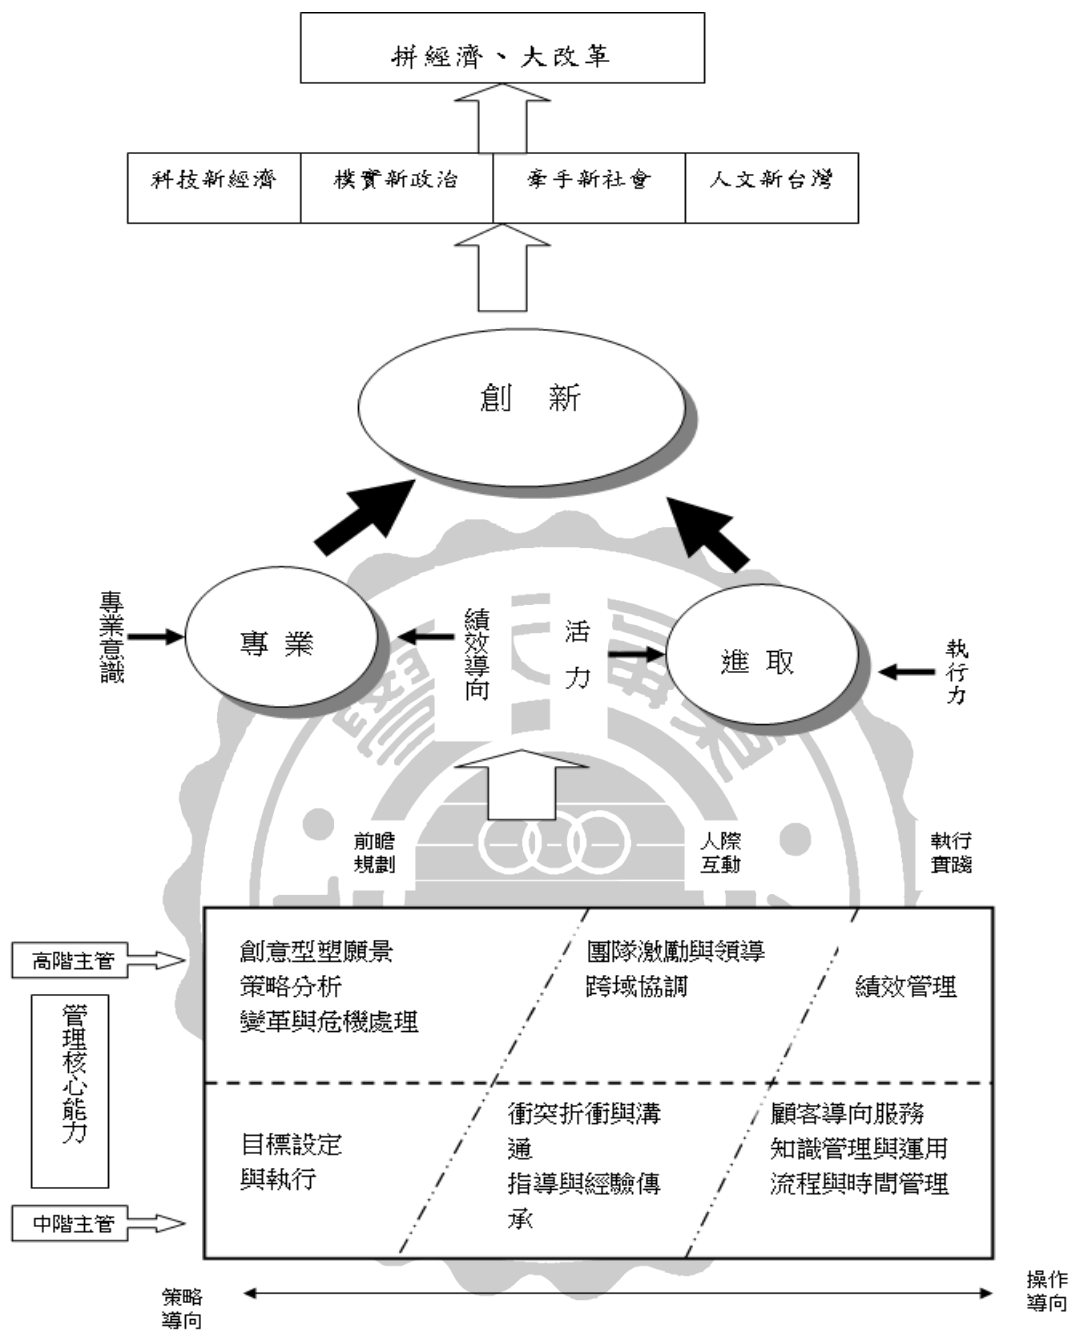 拼經濟、大改革
科技新經濟
樸實新政治
牽手新社會
人文新台灣
創 新
專業意識
專 業
績效導向
活力
進 取
執行力
前瞻
規劃
人際
互動
執行
實踐
高階主管
管理核心能力
中階主管
創意型塑願景
策略分析
變革與危機處理
團隊激勵與領導
跨域協調
績效管理
目標設定
與執行
衝突折衝與溝
通
指導與經驗傳
承
顧客導向服務
知識管理與運用
流程與時間管理
策略
導向
操作
導向